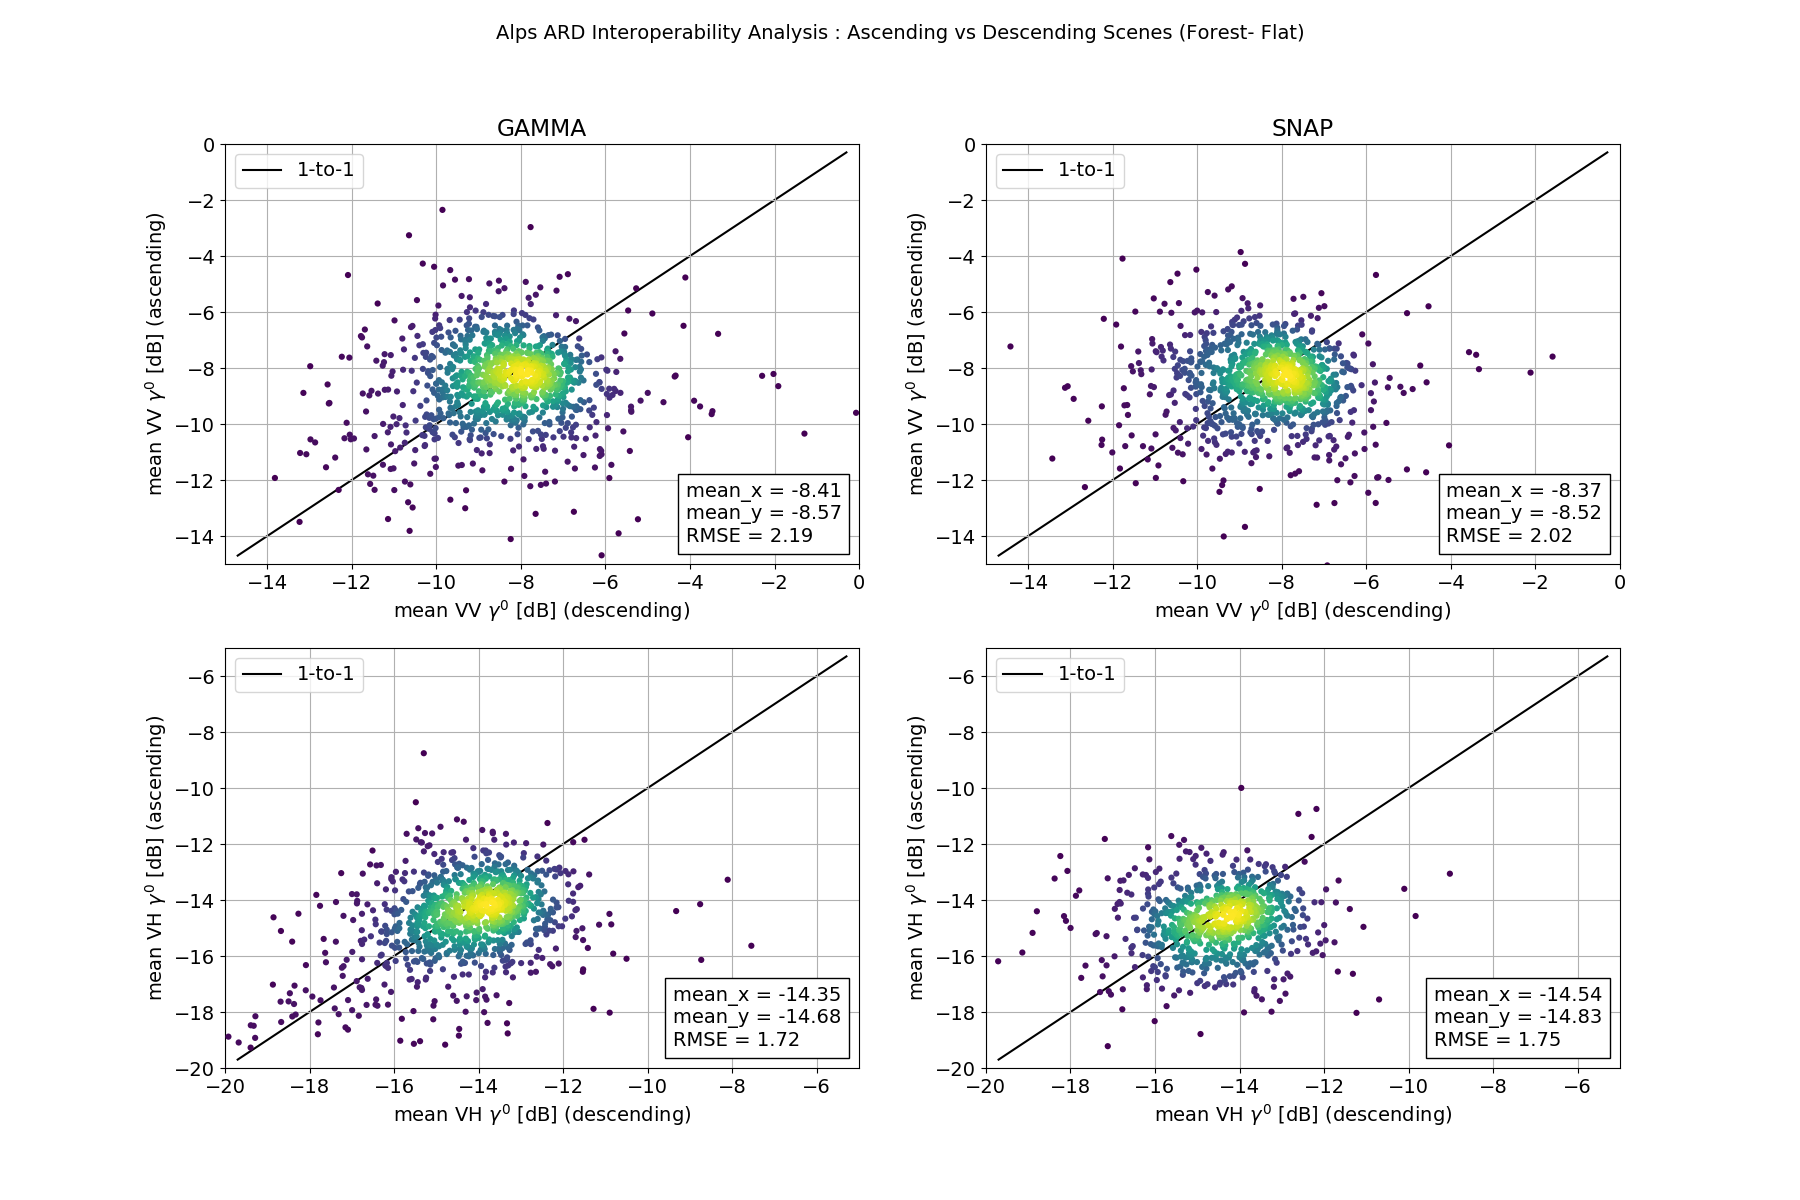 Alps ARD Interoperability Analysis : Ascending vs Descending Scenes (Forest- Flat)
GAMMA
0
−2
−4
−6
−8
−10
−12
−14
mean VV γ⁰ [dB] (ascending)
1-to-1
mean_x = -8.41
mean_y = -8.57
RMSE = 2.19
−14 −12 −10 −8 −6 −4 −2 0
mean VV γ⁰ [dB] (descending)
SNAP
0
−2
−4
−6
−8
−10
−12
−14
mean VV γ⁰ [dB] (ascending)
1-to-1
mean_x = -8.37
mean_y = -8.52
RMSE = 2.02
−14 −12 −10 −8 −6 −4 −2 0
mean VV γ⁰ [dB] (descending)
−6
−8
−10
−12
−14
−16
−18
−20
mean VH γ⁰ [dB] (ascending)
1-to-1
mean_x = -14.35
mean_y = -14.68
RMSE = 1.72
−20 −18 −16 −14 −12 −10 −8 −6
mean VH γ⁰ [dB] (descending)
−6
−8
−10
−12
−14
−16
−18
−20
mean VH γ⁰ [dB] (ascending)
1-to-1
mean_x = -14.54
mean_y = -14.83
RMSE = 1.75
−20 −18 −16 −14 −12 −10 −8 −6
mean VH γ⁰ [dB] (descending)